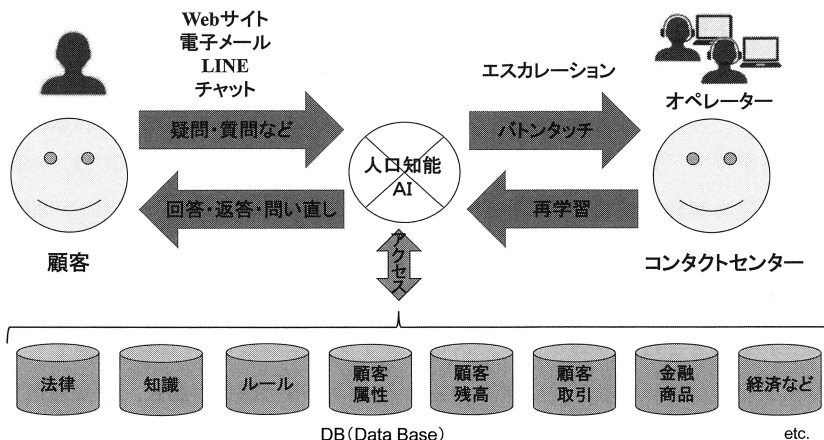 Webサイト
電子メール
LINE
チャット
エスカレーション
オペレーター
疑問・質問など
バトンタッチ
人口知能
AI
回答・返答・問い直し
再学習
アクセス
顧客
コンタクトセンター
法律
知識
ルール
顧客
属性
顧客
残高
顧客
取引
金融
商品
経済など
DB(Data Base)
etc.